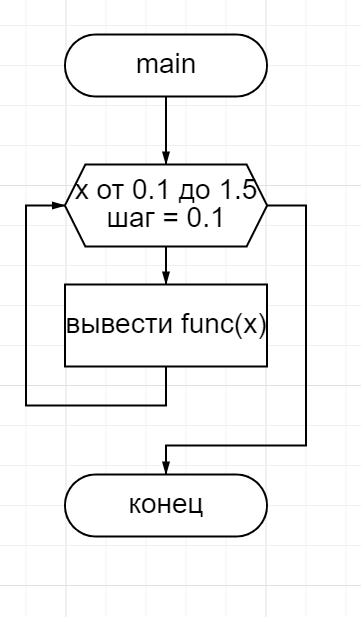 main
x от 0.1 до 1.5
шаг = 0.1
вывести func(x)
конец